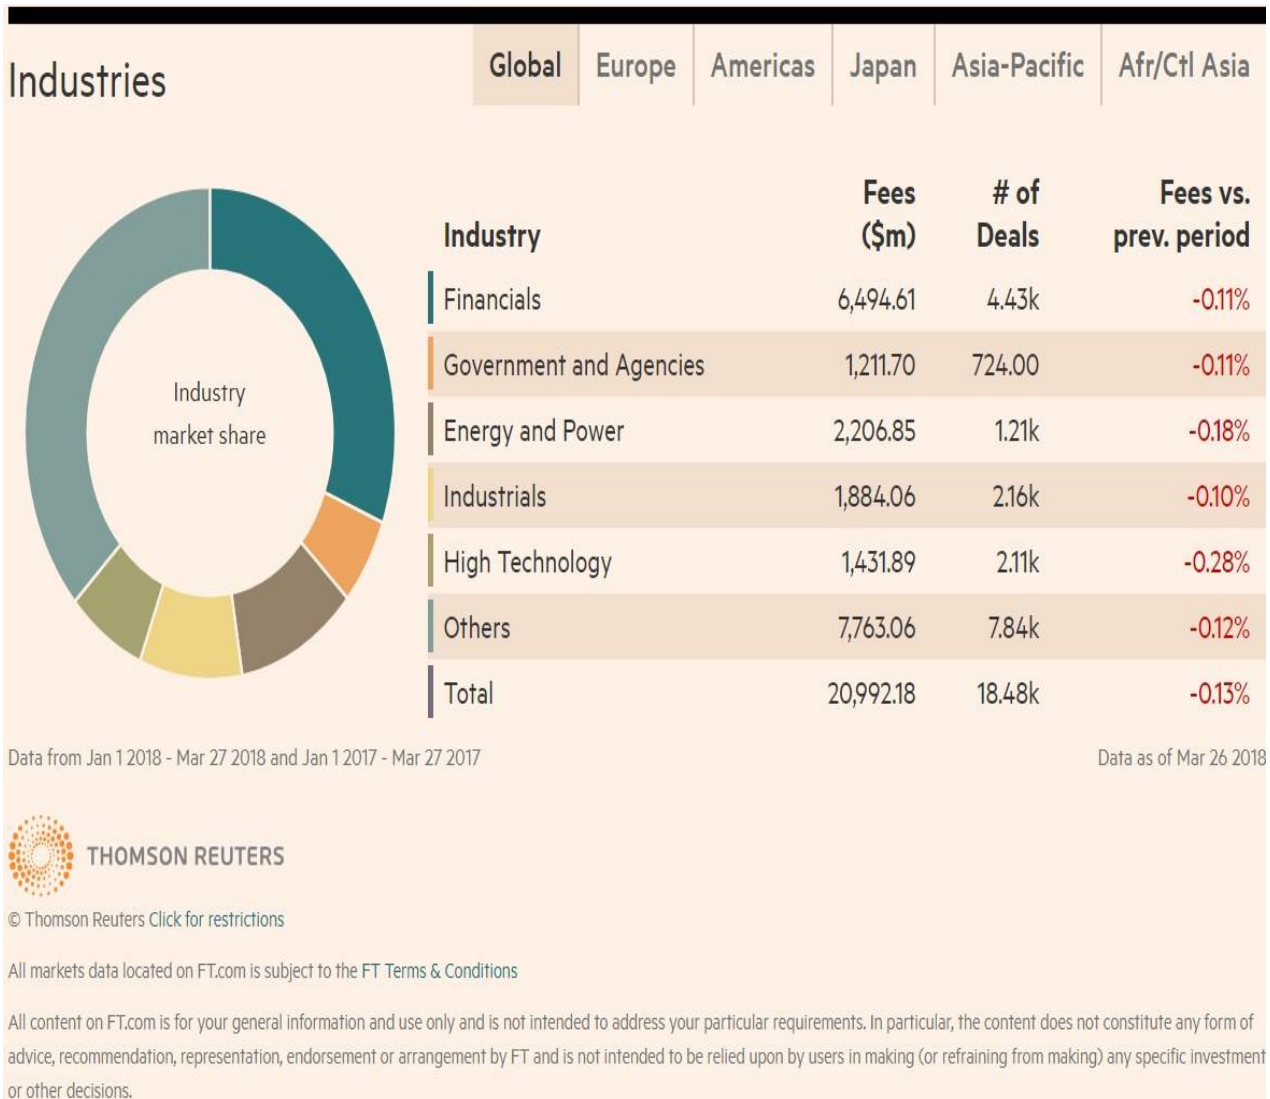 Industries
Global Europe Americas Japan Asia-Pacific Afr/Ctl Asia
Industry
market share
Industry Fees ($m) # of Deals Fees vs. prev. period
Financials 6,494.61 4.43k -0.11%
Government and Agencies 1,211.70 724.00 -0.11%
Energy and Power 2,206.85 1.21k -0.18%
Industrials 1,884.06 2.16k -0.10%
High Technology 1,431.89 2.11k -0.28%
Others 7,763.06 7.84k -0.12%
Total 20,992.18 18.48k -0.13%
Data from Jan 1 2018 - Mar 27 2018 and Jan 1 2017 - Mar 27 2017 Data as of Mar 26 2018
THOMSON REUTERS
© Thomson Reuters Click for restrictions
All markets data located on FT.com is subject to the FT Terms & Conditions
All content on FT.com is for your general information and use only and is not intended to address your particular requirements. In particular, the content does not constitute any form of
advice, recommendation, representation, endorsement or arrangement by FT and is not intended to be relied upon by users in making (or refraining from making) any specific investment
or other decisions.